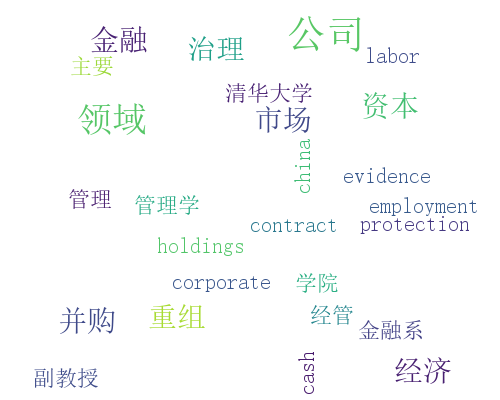 公司
金融
治理
labor
主要
清华大学
资本
领域
市场
china
evidence
管理
管理学
employment
contract
protection
holdings
corporate
学院
并购
重组
经管
金融系
cash
经济
副教授